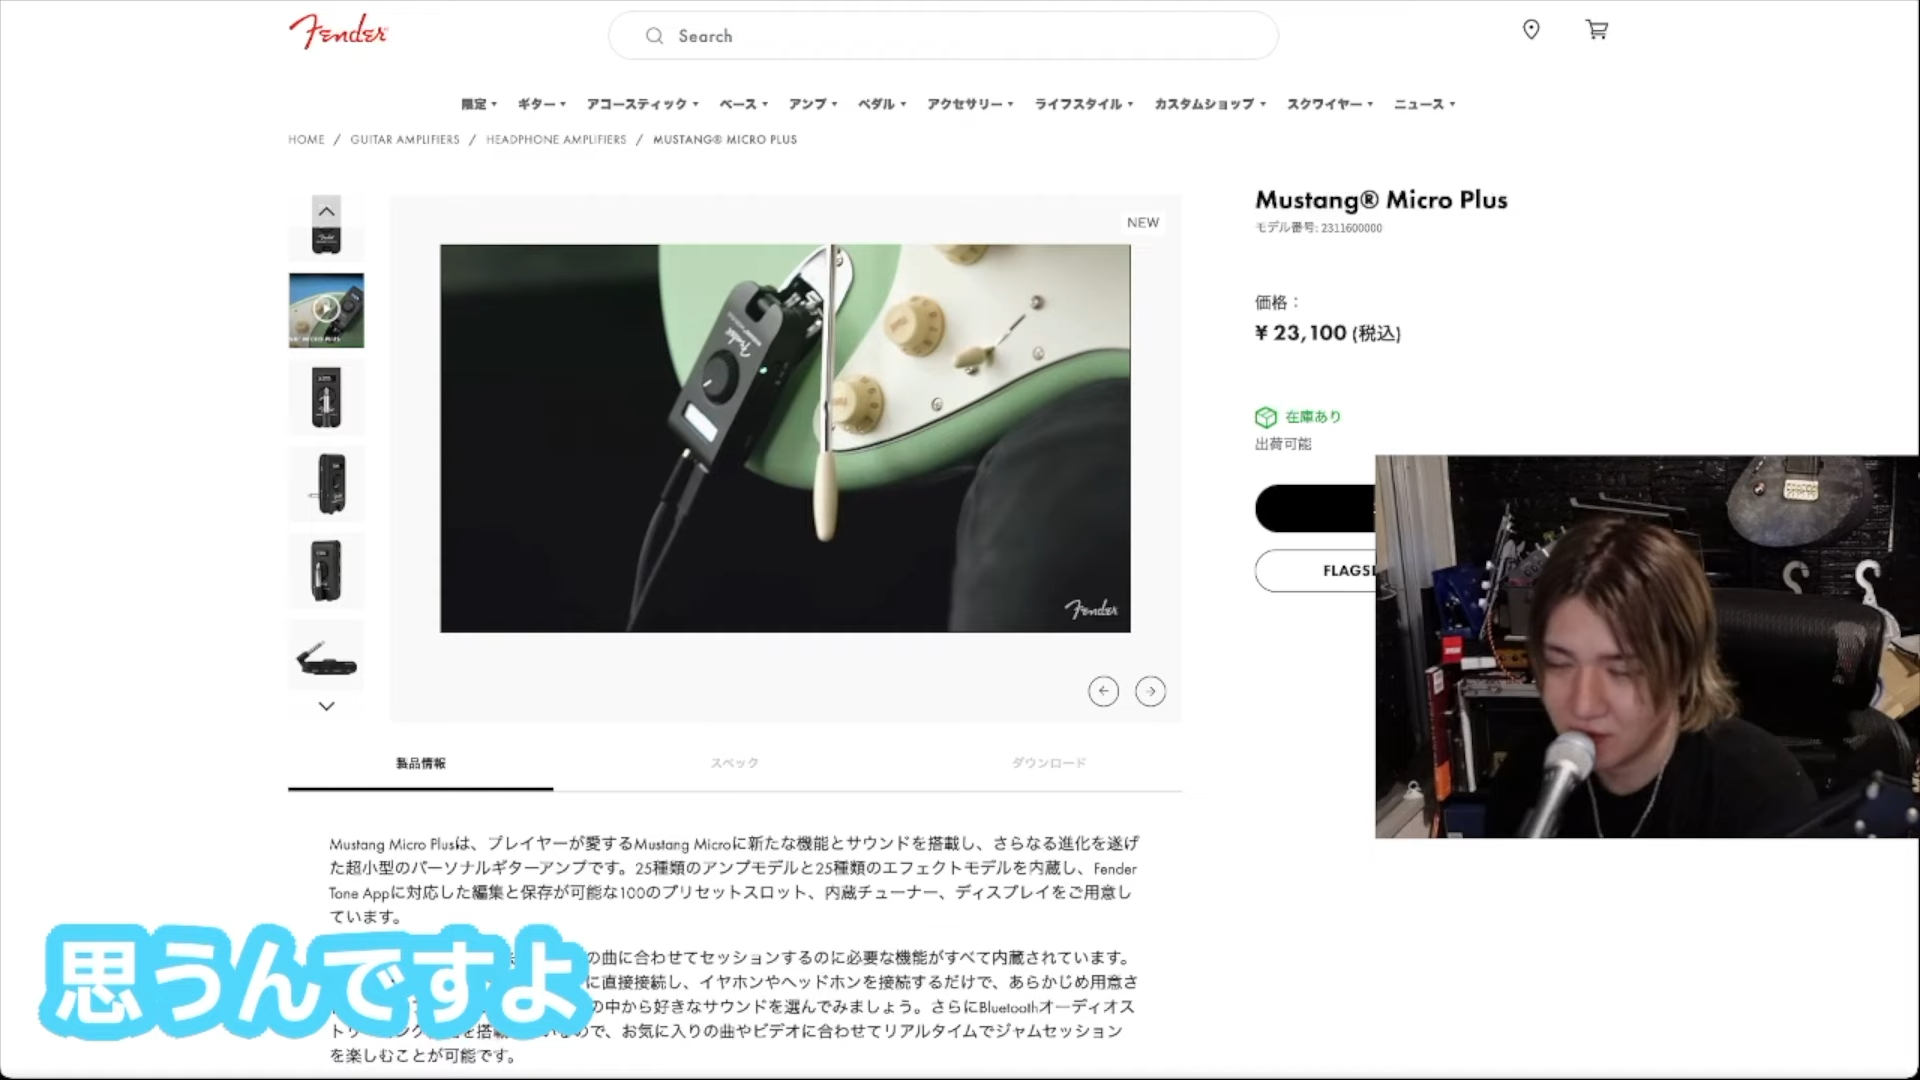 Fender
Search
限定 ギター アコースティック ベース アンプ ペダル アクセサリー ライフスタイル カスタムショップ スクワイヤー ニュース
HOME / GUITAR AMPLIFIERS / HEADPHONE AMPLIFIERS / MUSTANG® MICRO PLUS
NEW
Fender
Fender
Mustang® Micro Plus
モデル番号: 2311600000
価格：
¥ 23,100 (税込)
在庫あり
出荷可能
FLAGS
製品情報 スペック ダウンロード
Mustang Micro Plusは、プレイヤーが愛するMustang Microに新たな機能とサウンドを搭載し、さらなる進化を遂げ
た超小型のパーソナルギターアンプです。25種類のアンプモデルと25種類のエフェクトモデルを内蔵し、Fender
Tone Appに対応した編集と保存が可能な100のプリセットスロット、内蔵チューナー、ディスプレイをご用意し
ています。
の曲に合わせてセッションするのに必要な機能がすべて内蔵されています。
に直接接続し、イヤホンやヘッドホンを接続するだけで、あらかじめ用意さ
の中から好きなサウンドを選んでみましょう。さらにBluetoothオーディオス
ので、お気に入りの曲やビデオに合わせてリアルタイムでジャムセッション
を楽しむことが可能です。
思うんですよ